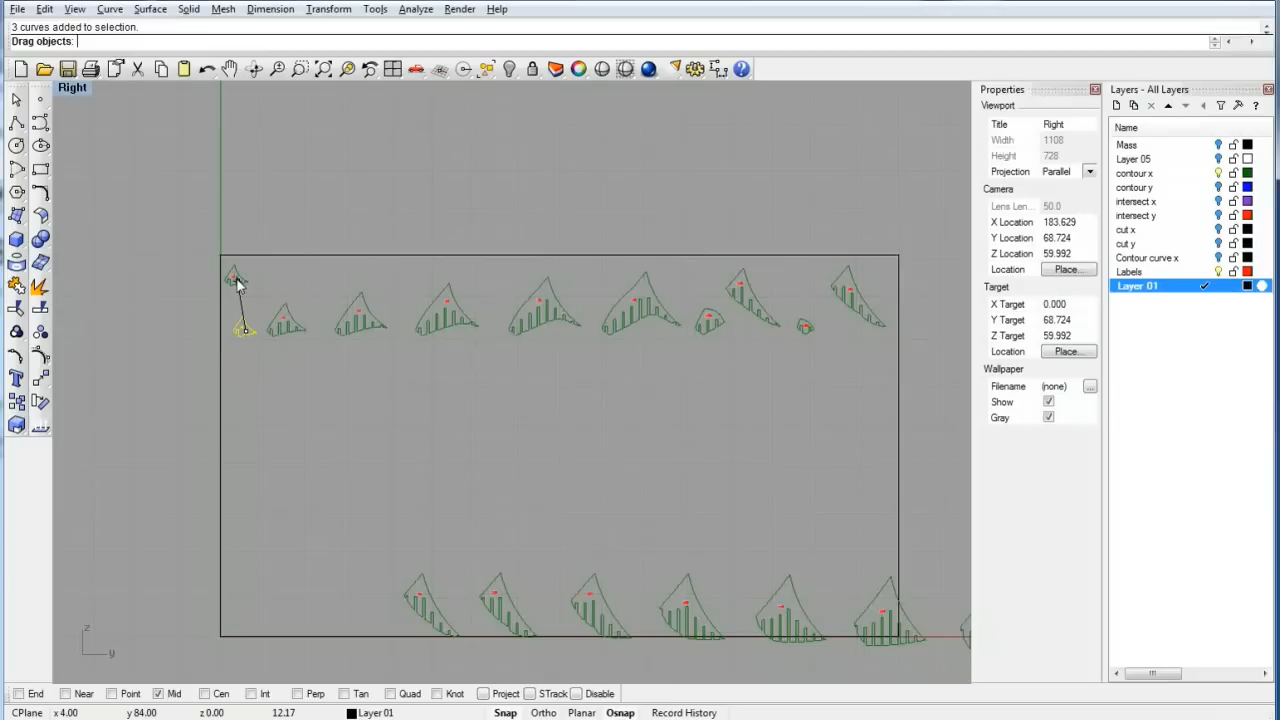 File Edit View Curve Surface Solid Mesh Dimension Transform Tools Analyze Render Help
3 curves added to selection.
Drag objects:
Right
Properties
Viewport
Title Right
Width 1108
Height 728
Projection Parallel
Camera
Lens Len... 50.0
X Location 183.629
Y Location 68.724
Z Location 59.992
Location Place...
Target
X Target 0.000
Y Target 68.724
Z Target 59.992
Location Place...
Wallpaper
Filename (none) ...
Show
Gray
Layers - All Layers
Name
Mass
Layer 05
contour x
contour y
intersect x
intersect y
cut x
cut y
Contour curve x
Labels
Layer 01
z
y
End Near Point Mid Cen Int Perp Tan Quad Knot Project STrack Disable
CPlane x 4.00 y 84.00 z 0.00 12.17 Layer 01 Snap Ortho Planar Osnap Record History